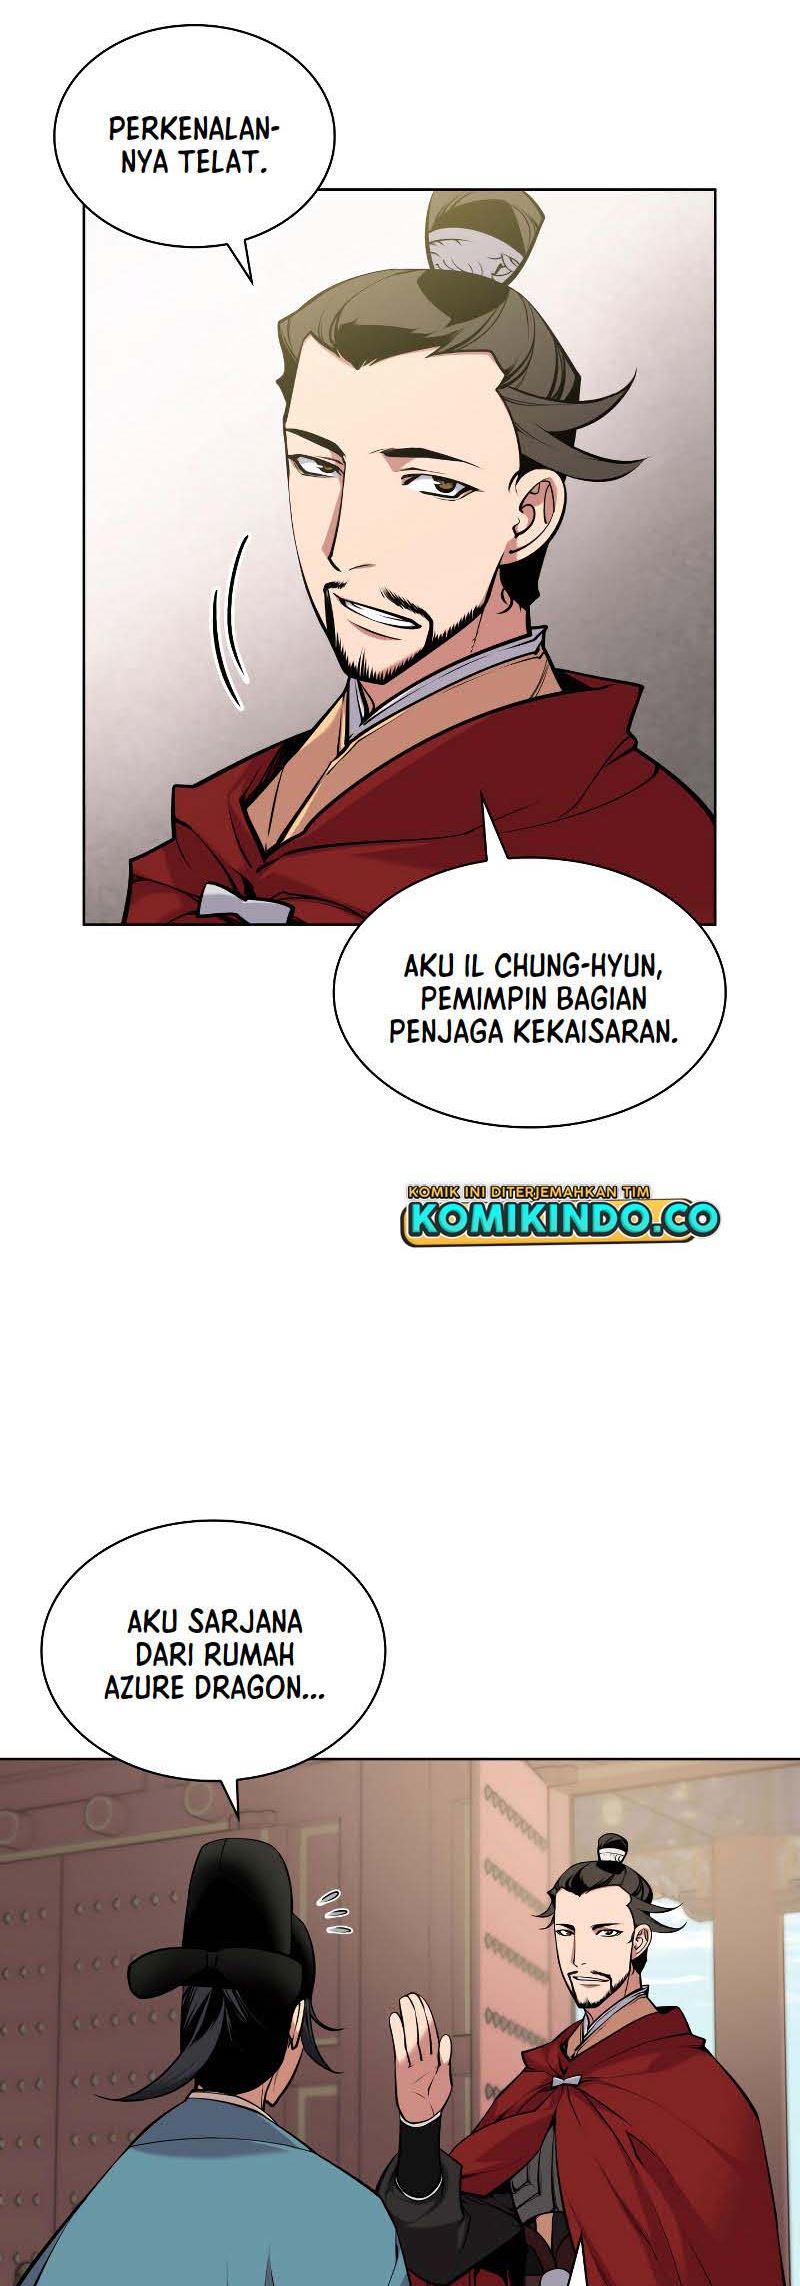 PERKENALAN-
NYA TELAT.
AKU IL CHUNG-HYUN,
PEMIMPIN BAGIAN
PENJAGA KEKAISARAN.
KOMIK INI DITERJEMAHKAN TIM
KOMIKINDO.CO
AKU SARJANA
DARI RUMAH
AZURE DRAGON...